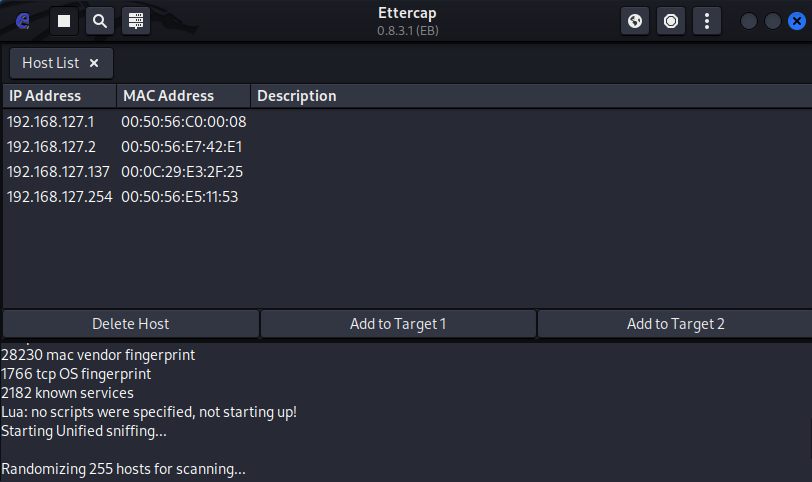 Ettercap
0.8.3.1 (EB)
Host List ×
IP Address MAC Address Description
192.168.127.1 00:50:56:C0:00:08
192.168.127.2 00:50:56:E7:42:E1
192.168.127.137 00:0C:29:E3:2F:25
192.168.127.254 00:50:56:E5:11:53
Delete Host Add to Target 1 Add to Target 2
28230 mac vendor fingerprint
1766 tcp OS fingerprint
2182 known services
Lua: no scripts were specified, not starting up!
Starting Unified sniffing...
Randomizing 255 hosts for scanning...